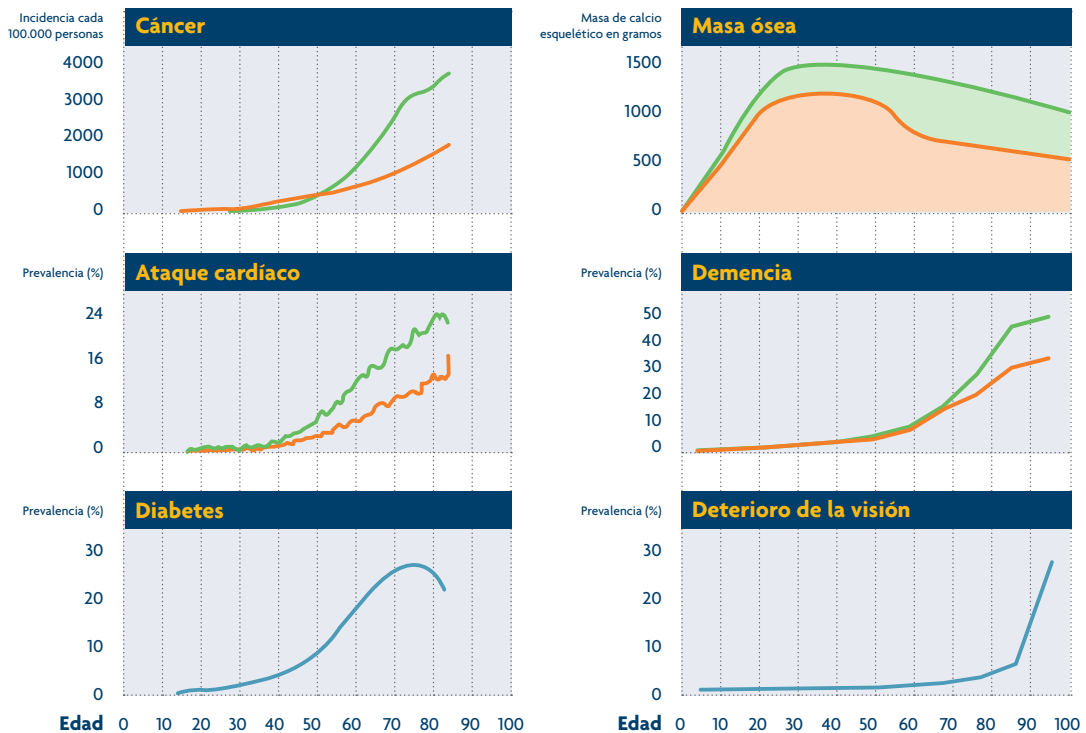 Incidencia cada
100.000 personas
Cáncer
4000
3000
2000
1000
0
Masa de calcio
esquelético en gramos
Masa ósea
1500
1000
500
0
Prevalencia (%)
Ataque cardíaco
24
16
8
0
Prevalencia (%)
Demencia
50
40
30
20
10
0
Prevalencia (%)
Diabetes
30
20
10
0
Edad 0 10 20 30 40 50 60 70 80 90 100
Prevalencia (%)
Deterioro de la visión
30
20
10
0
Edad 0 10 20 30 40 50 60 70 80 90 100